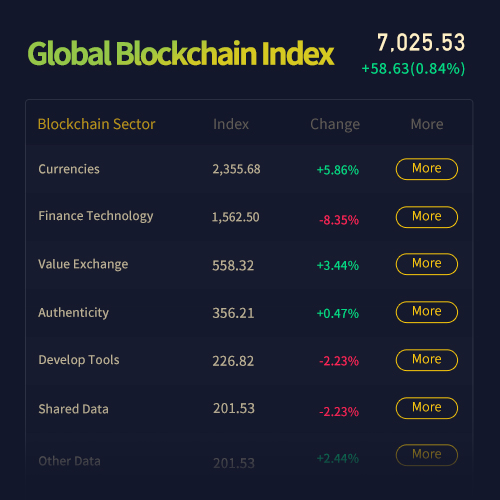 Global Blockchain Index
7,025.53
+58.63(0.84%)
Blockchain Sector Index Change More
Currencies 2,355.68 +5.86% More
Finance Technology 1,562.50 -8.35% More
Value Exchange 558.32 +3.44% More
Authenticity 356.21 +0.47% More
Develop Tools 226.82 -2.23% More
Shared Data 201.53 -2.23% More
Other Data 201.53 +2.44% More